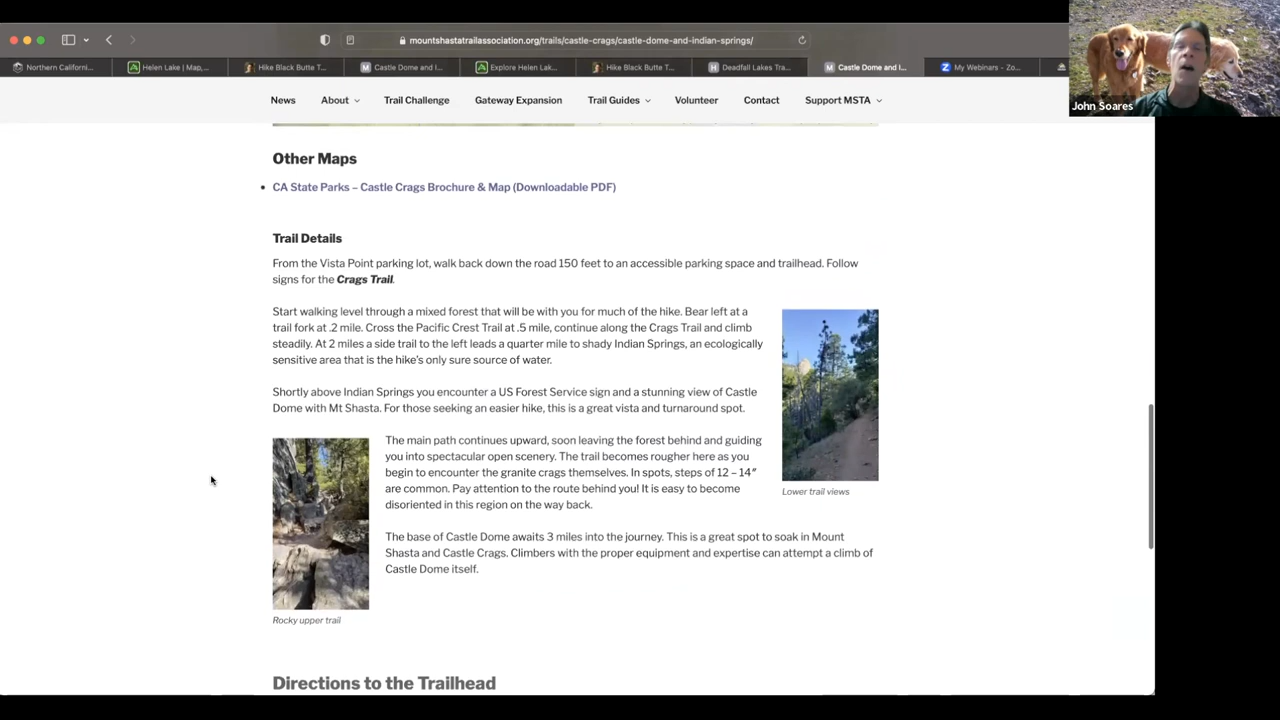 mountshastatrailassociation.org/trails/castle-crags/castle-dome-and-indian-springs/
Northern Californi...
Helen Lake | Map,...
Hike Black Butte T...
Castle Dome and I...
Explore Helen Lak...
Hike Black Butte T...
Deadfall Lakes Tra...
Castle Dome and I...
My Webinars - Zo...
John Soares
News
About
Trail Challenge
Gateway Expansion
Trail Guides
Volunteer
Contact
Support MSTA
Other Maps
CA State Parks – Castle Crags Brochure & Map (Downloadable PDF)
Trail Details
From the Vista Point parking lot, walk back down the road 150 feet to an accessible parking space and trailhead. Follow
signs for the Crags Trail.
Start walking level through a mixed forest that will be with you for much of the hike. Bear left at a
trail fork at .2 mile. Cross the Pacific Crest Trail at .5 mile, continue along the Crags Trail and climb
steadily. At 2 miles a side trail to the left leads a quarter mile to shady Indian Springs, an ecologically
sensitive area that is the hike's only sure source of water.
Shortly above Indian Springs you encounter a US Forest Service sign and a stunning view of Castle
Dome with Mt Shasta. For those seeking an easier hike, this is a great vista and turnaround spot.
The main path continues upward, soon leaving the forest behind and guiding
you into spectacular open scenery. The trail becomes rougher here as you
begin to encounter the granite crags themselves. In spots, steps of 12 – 14″
are common. Pay attention to the route behind you! It is easy to become
disoriented in this region on the way back.
Lower trail views
The base of Castle Dome awaits 3 miles into the journey. This is a great spot to soak in Mount
Shasta and Castle Crags. Climbers with the proper equipment and expertise can attempt a climb of
Castle Dome itself.
Rocky upper trail
Directions to the Trailhead